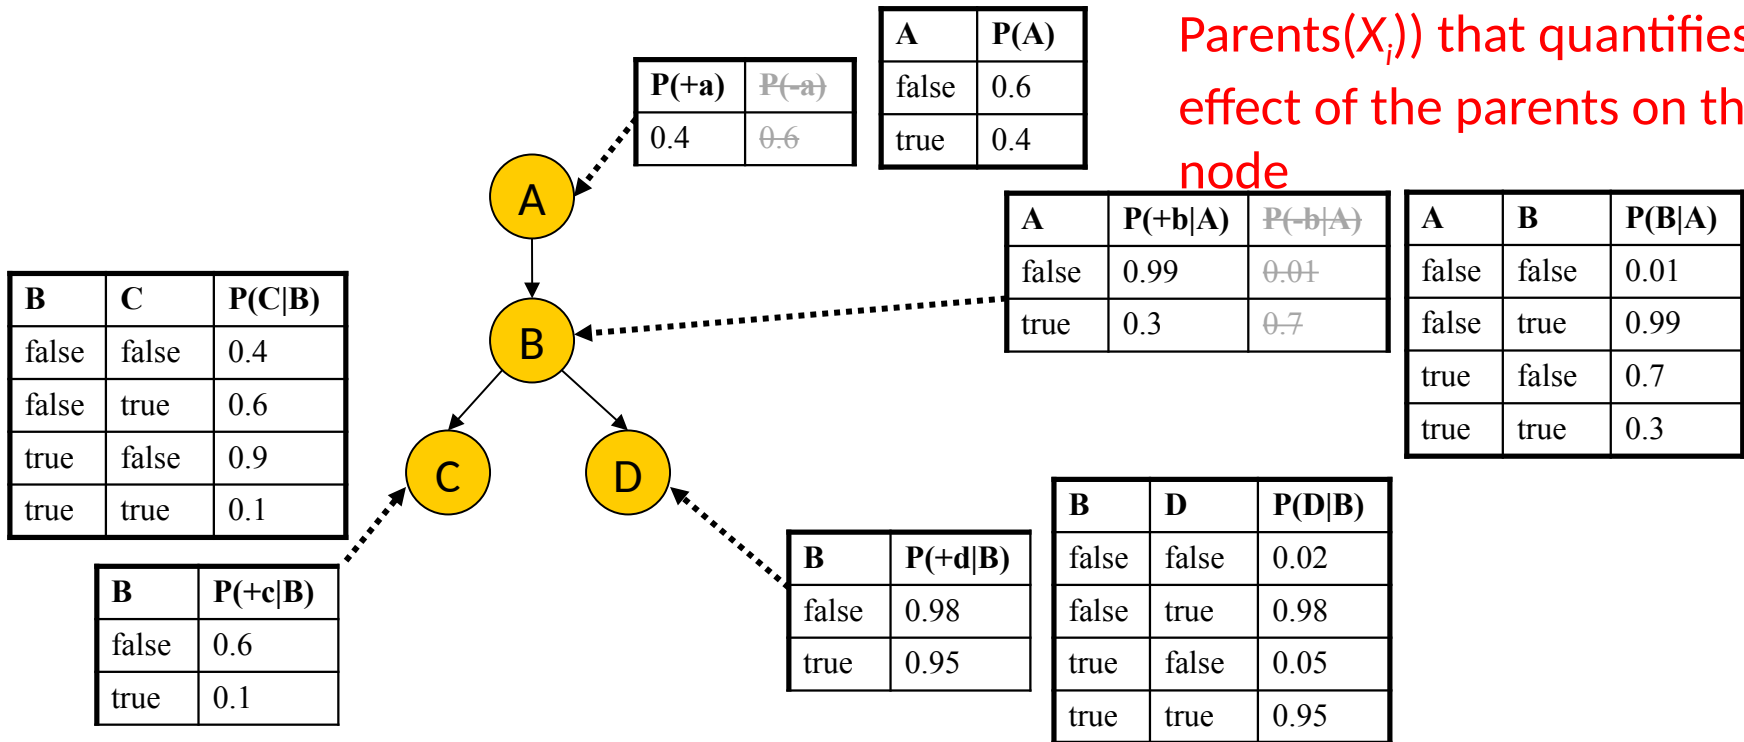 Parents(Xi)) that quantifies
effect of the parents on th
node
P(+a) P(-a)
0.4 0.6
A P(A)
false 0.6
true 0.4
A
B
C
D
A P(+b|A) P(-b|A)
false 0.99 0.01
true 0.3 0.7
A B P(B|A)
false false 0.01
false true 0.99
true false 0.7
true true 0.3
B C P(C|B)
false false 0.4
false true 0.6
true false 0.9
true true 0.1
B P(+c|B)
false 0.6
true 0.1
B P(+d|B)
false 0.98
true 0.95
B D P(D|B)
false false 0.02
false true 0.98
true false 0.05
true true 0.95